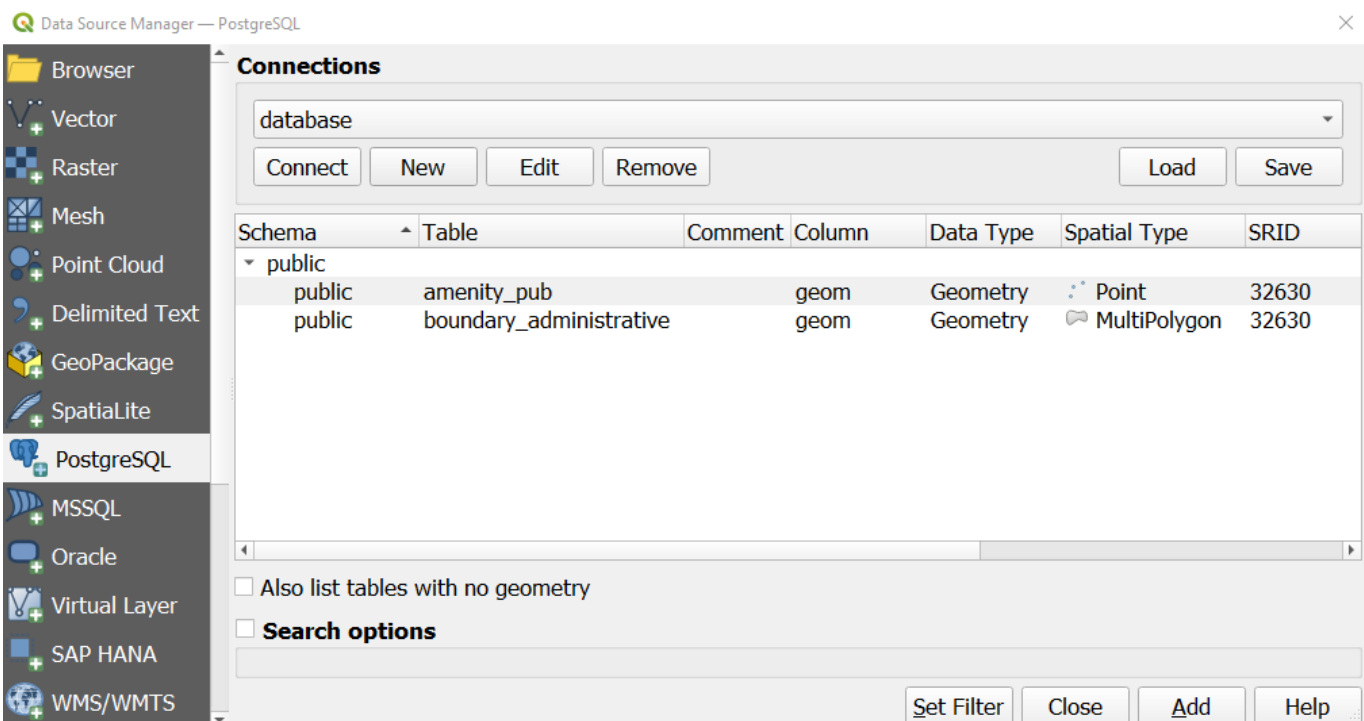 Data Source Manager — PostgreSQL
Browser
Vector
Raster
Mesh
Point Cloud
Delimited Text
GeoPackage
SpatiaLite
PostgreSQL
MSSQL
Oracle
Virtual Layer
SAP HANA
WMS/WMTS
Connections
database
Connect New Edit Remove Load Save
Schema Table Comment Column Data Type Spatial Type SRID
public
public amenity_pub geom Geometry Point 32630
public boundary_administrative geom Geometry MultiPolygon 32630
Also list tables with no geometry
Search options
Set Filter Close Add Help